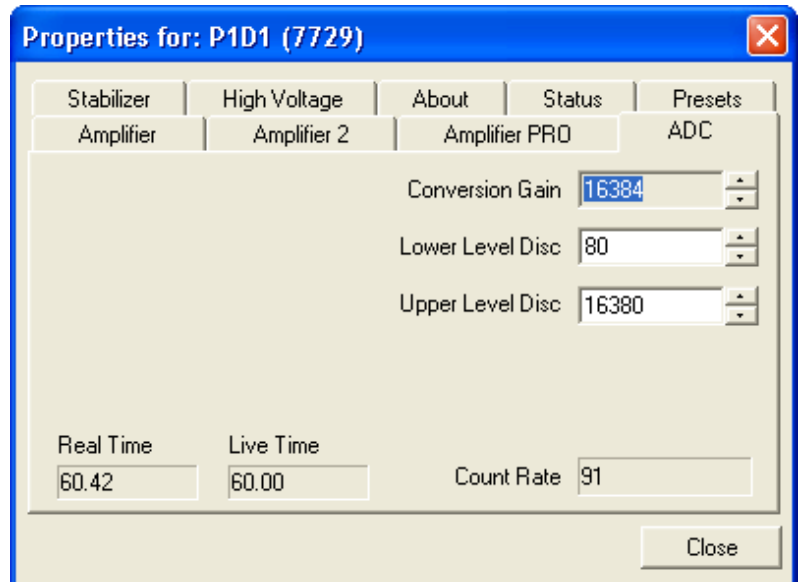 Properties for: P1D1 (7729)
Stabilizer High Voltage About Status Presets
Amplifier Amplifier 2 Amplifier PRO ADC
Conversion Gain 16384
Lower Level Disc 80
Upper Level Disc 16380
Real Time Live Time
60.42 60.00 Count Rate 91
Close